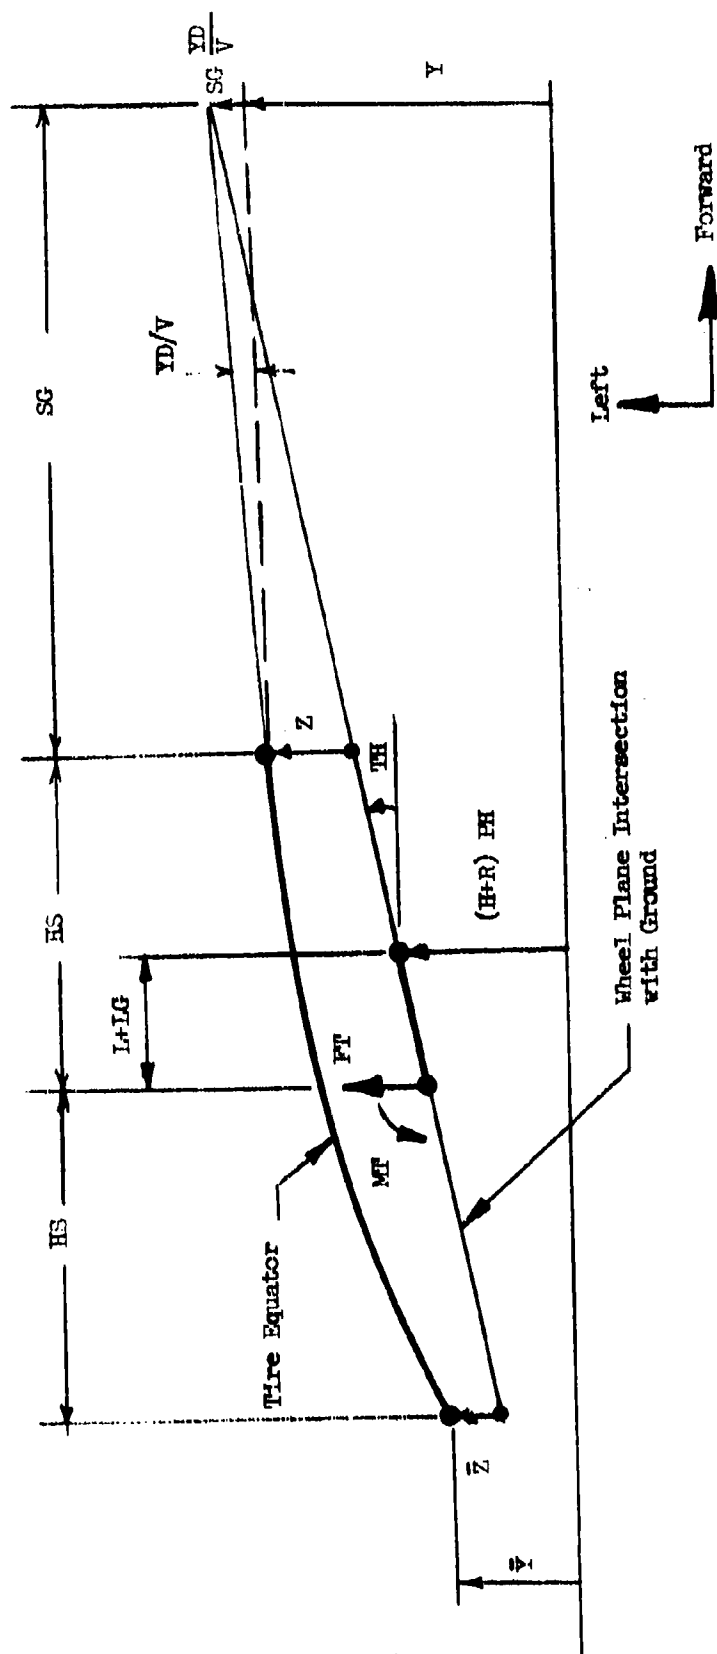 SG
SG YD
V
YD/V
Y
HS
HS
L+LG
Z
TH
(H+R) PH
FT
MT
Tire Equator
Z̄
Ȳ
Wheel Plane Intersection
with Ground
Left
Forward